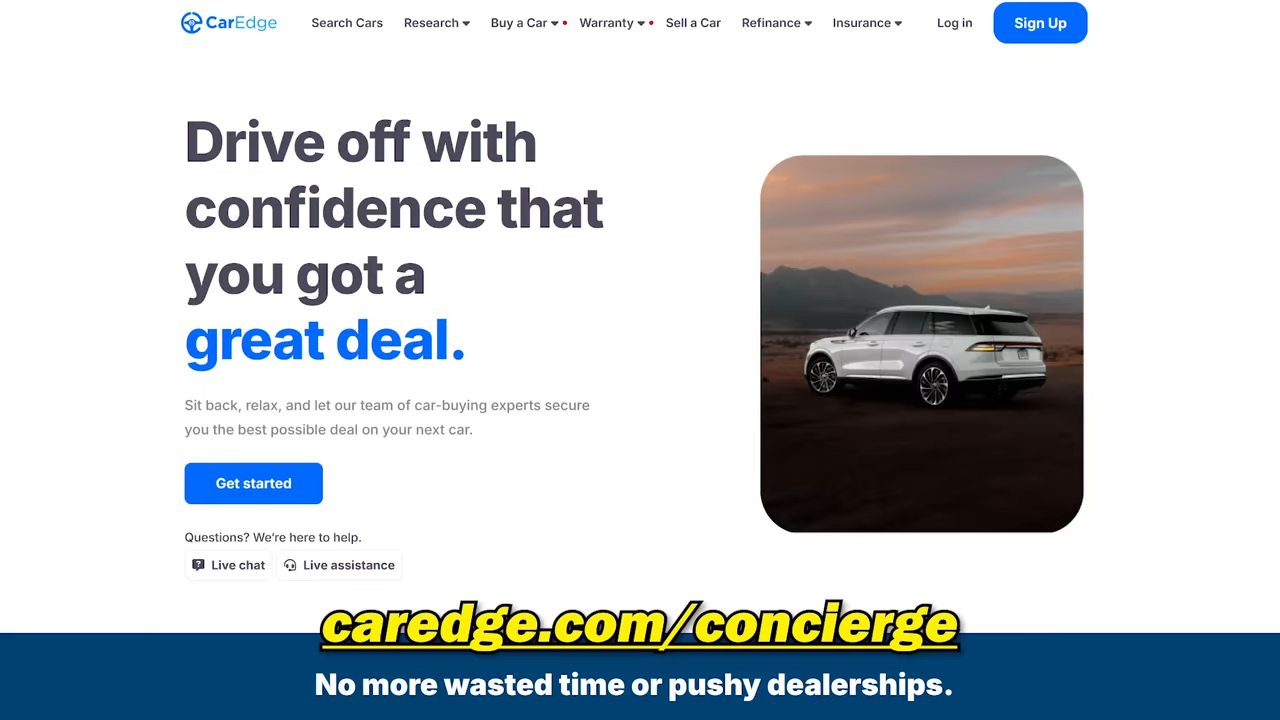 CarEdge
Search Cars
Research
Buy a Car
Warranty
Sell a Car
Refinance
Insurance
Log in
Sign Up
Drive off with
confidence that
you got a
great deal.
Sit back, relax, and let our team of car-buying experts secure
you the best possible deal on your next car.
Get started
Questions? We're here to help.
Live chat
Live assistance
caredge.com/concierge
No more wasted time or pushy dealerships.